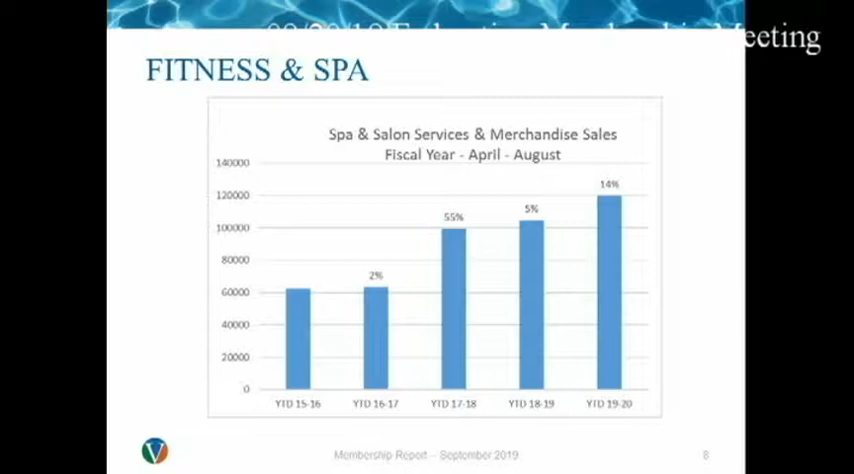 Meeting
FITNESS & SPA
Spa & Salon Services & Merchandise Sales
Fiscal Year - April - August
140000
120000
100000
80000
60000
40000
20000
0
2%
55%
5%
14%
YTD 15-16
YTD 16-17
YTD 17-18
YTD 18-19
YTD 19-20
V
Membership Report – September 2019
8